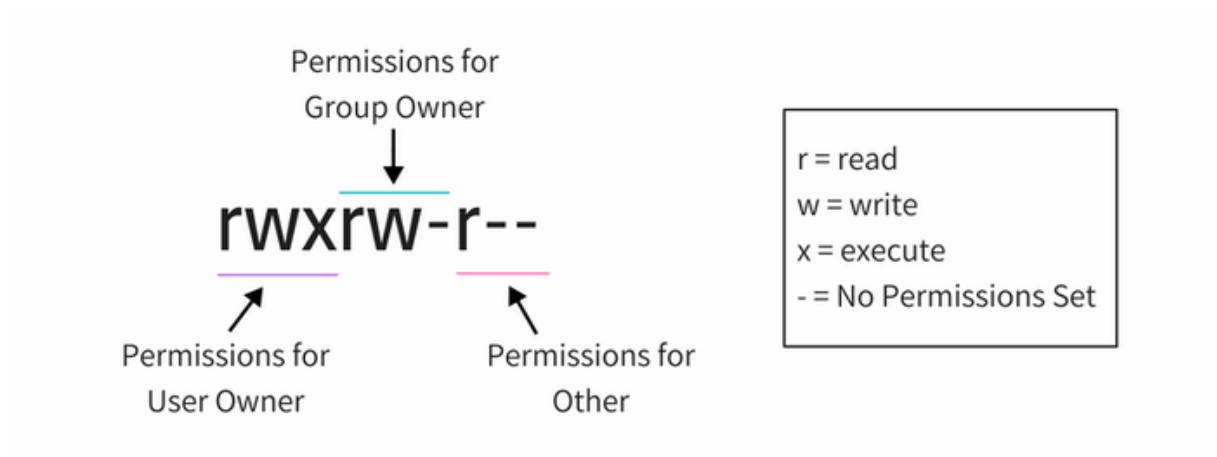 Permissions for
Group Owner
rwxrw-r--
Permissions for
User Owner
Permissions for
Other
r = read
w = write
x = execute
- = No Permissions Set